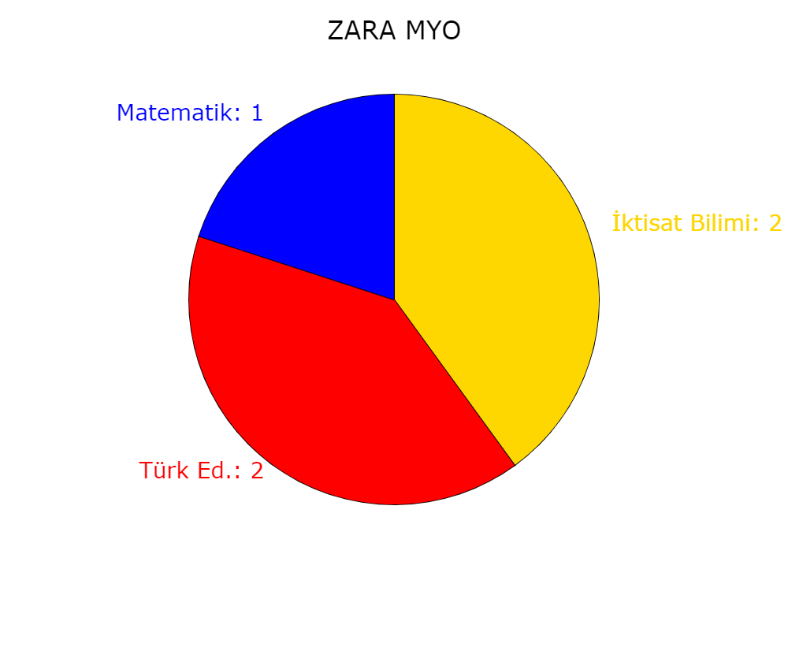 ZARA MYO
Matematik: 1
İktisat Bilimi: 2
Türk Ed.: 2